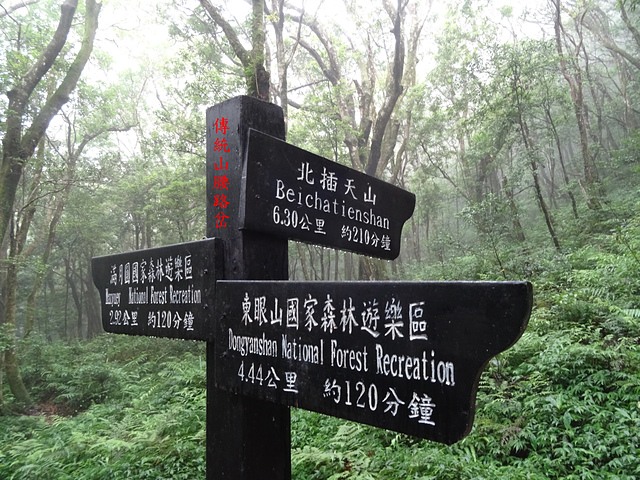 傳統山腰路岔
北插天山
Beichatienshan
6.30公里 約210分鐘
滿月圓國家森林遊樂區
National Forest Recreation
2.92公里 約120分鐘
東眼山國家森林遊樂區
Dongyanshan National Forest Recreation
4.44公里 約120分鐘